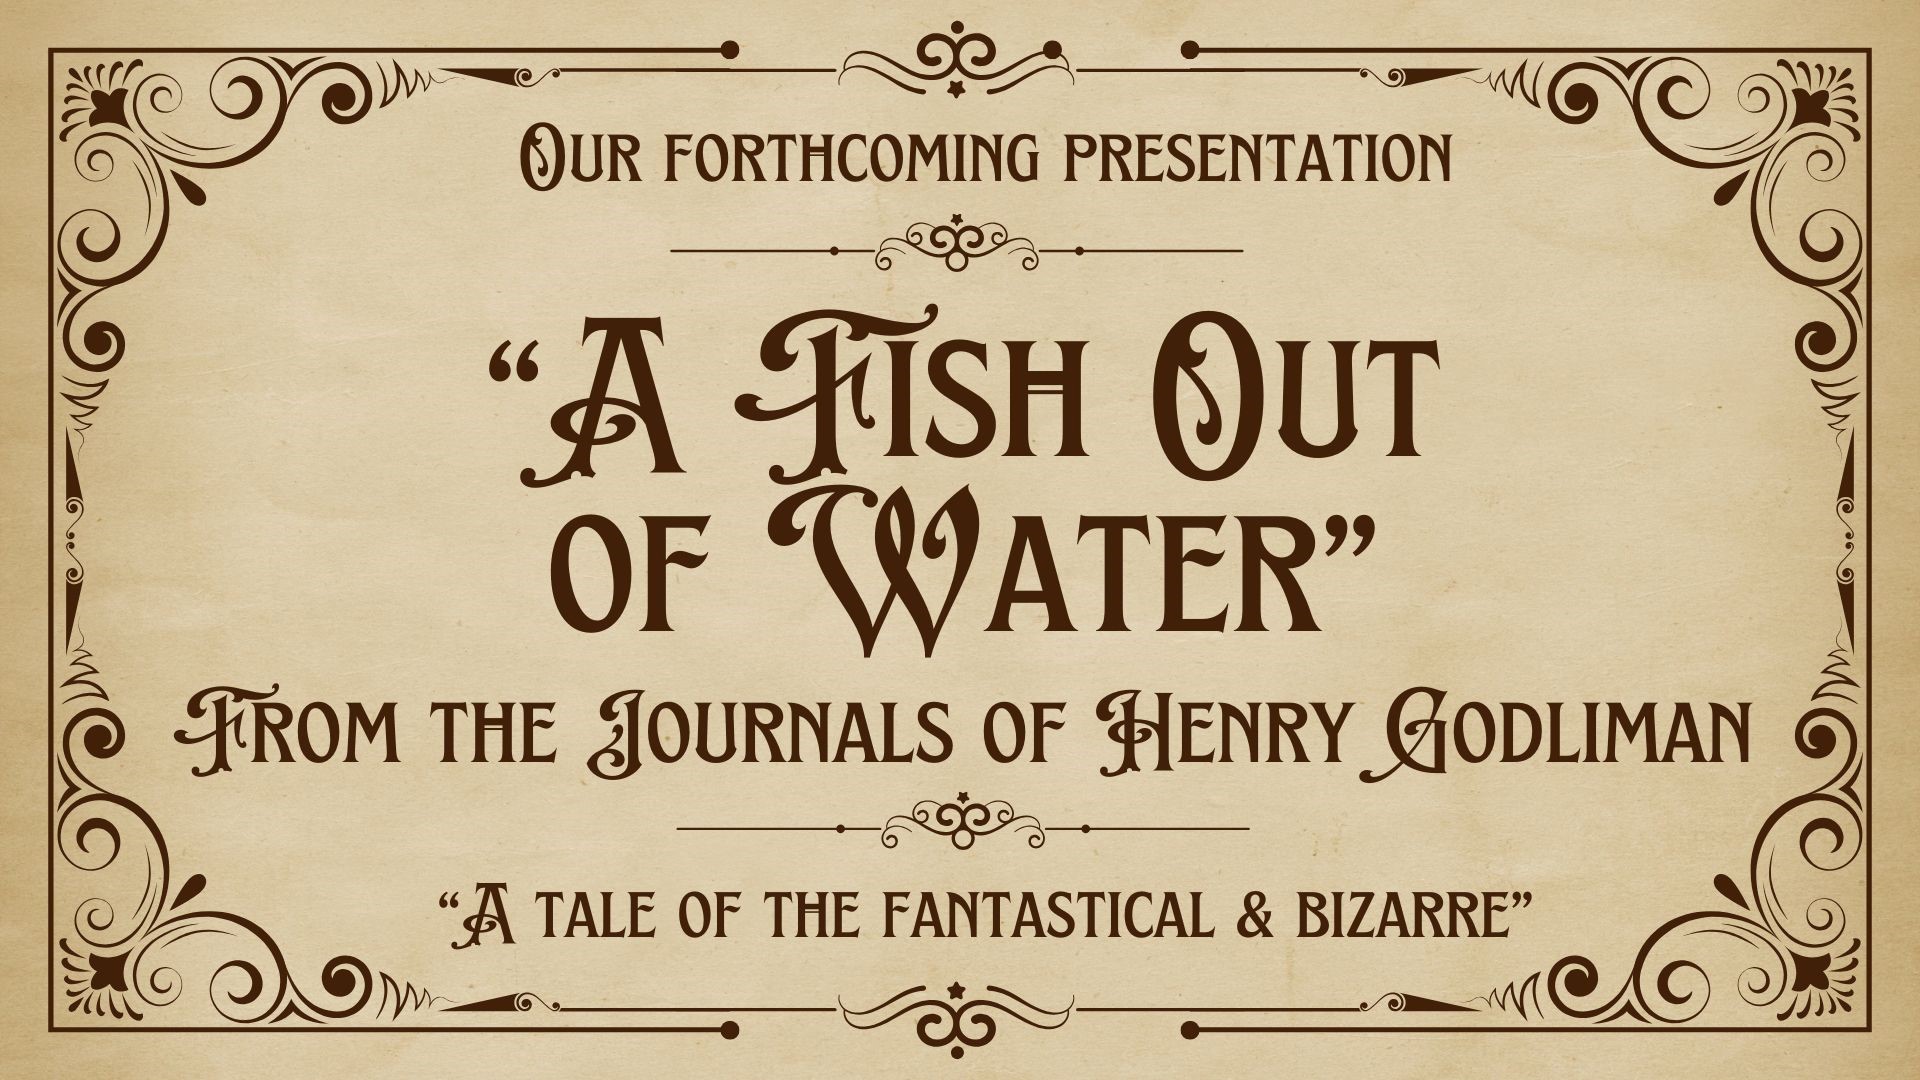 Our forthcoming presentation
“A Fish Out
of Water”
From the Journals of Henry Godliman
“A tale of the fantastical & bizarre”